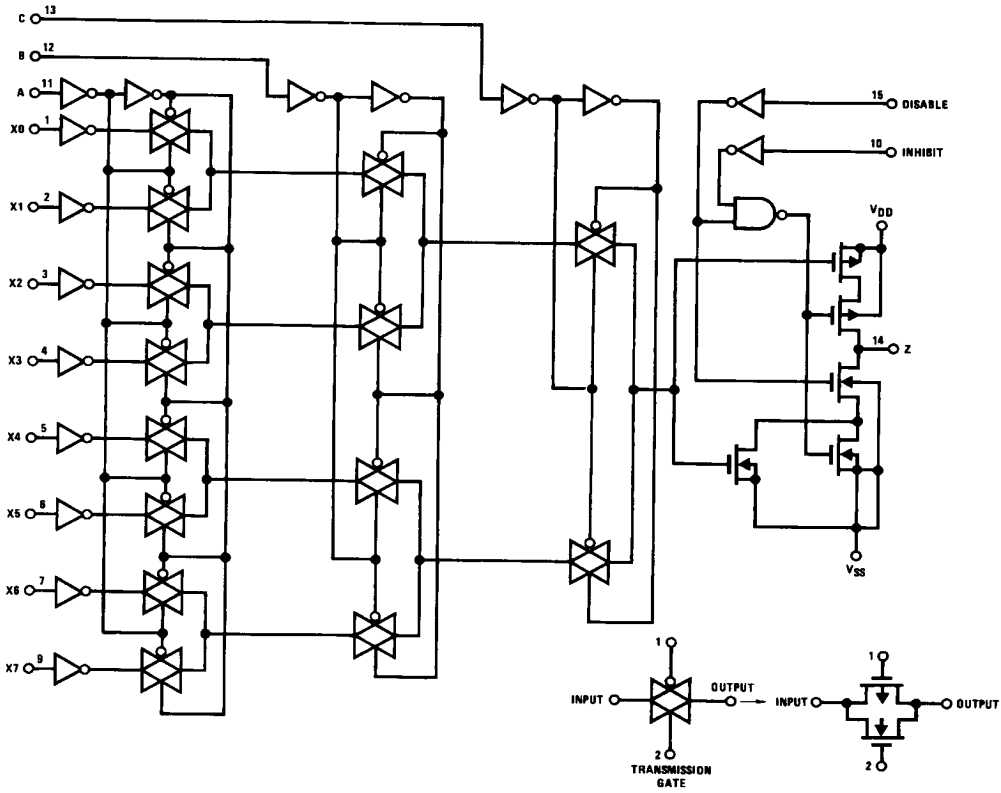 C 13
B 12
A 11
X0 1
X1 2
X2 3
X3 4
X4 5
X5 6
X6 7
X7 9
15 DISABLE
10 INHIBIT
VDD
14 Z
VSS
1
INPUT
OUTPUT
2
TRANSMISSION
GATE
1
INPUT
OUTPUT
2